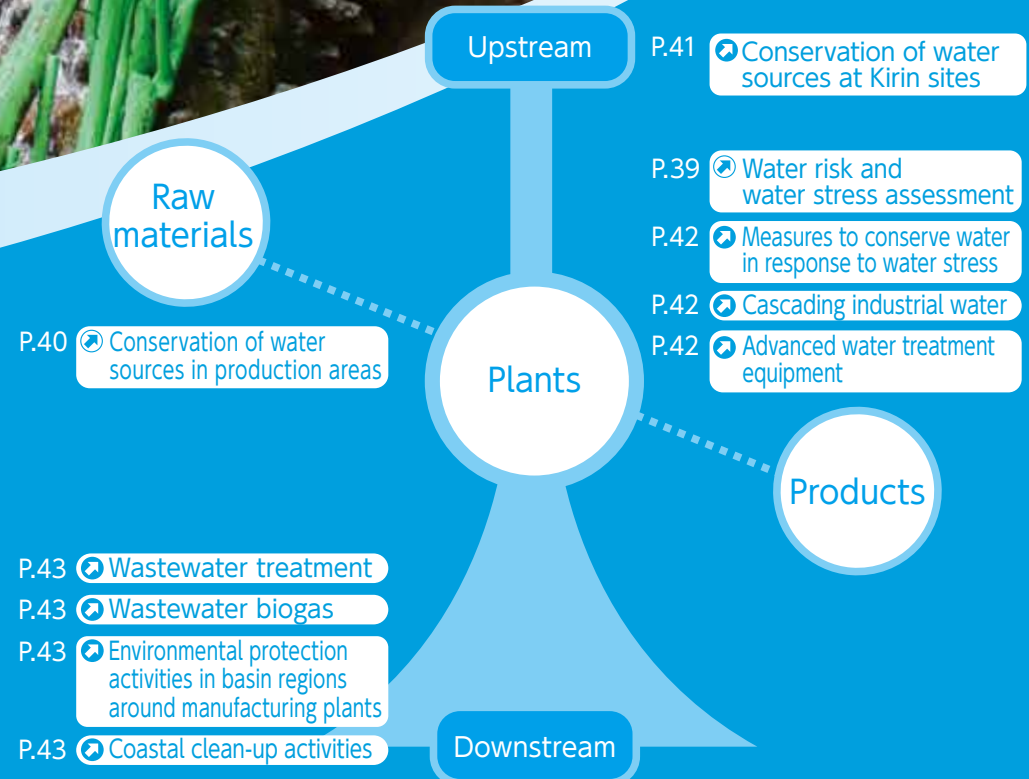 Upstream
P.41 Conservation of water
sources at Kirin sites
Raw
materials
P.39 Water risk and
water stress assessment
P.42 Measures to conserve water
in response to water stress
P.42 Cascading industrial water
P.42 Advanced water treatment
equipment
P.40 Conservation of water
sources in production areas
Plants
Products
P.43 Wastewater treatment
P.43 Wastewater biogas
P.43 Environmental protection
activities in basin regions
around manufacturing plants
P.43 Coastal clean-up activities
Downstream